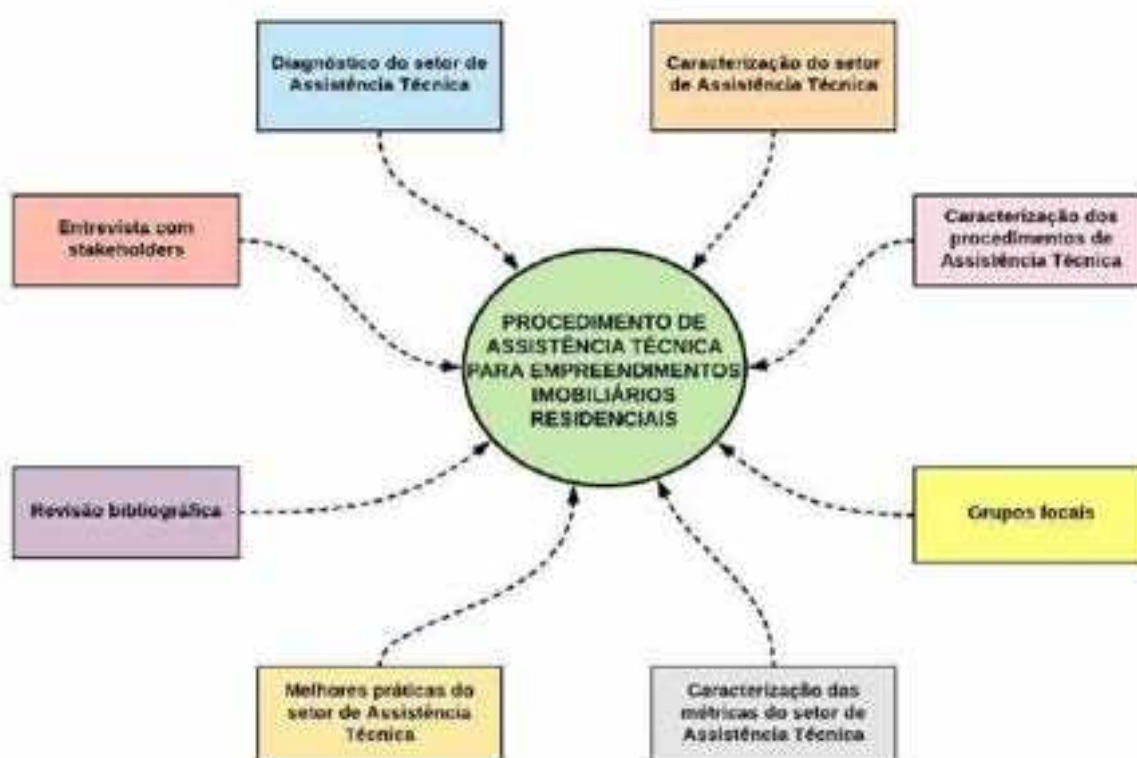 Diagnóstico do setor de
Assistência Técnica
Caracterização do setor
de Assistência Técnica
Entrevista com
stakeholders
Caracterização dos
procedimentos de
Assistência Técnica
PROCEDIMENTO DE
ASSISTÊNCIA TÉCNICA
PARA EMPREENDIMENTOS
IMOBILIÁRIOS
RESIDENCIAIS
Revisão bibliográfica
Grupos focais
Melhores práticas do
setor de Assistência
Técnica
Caracterização das
métricas do setor de
Assistência Técnica